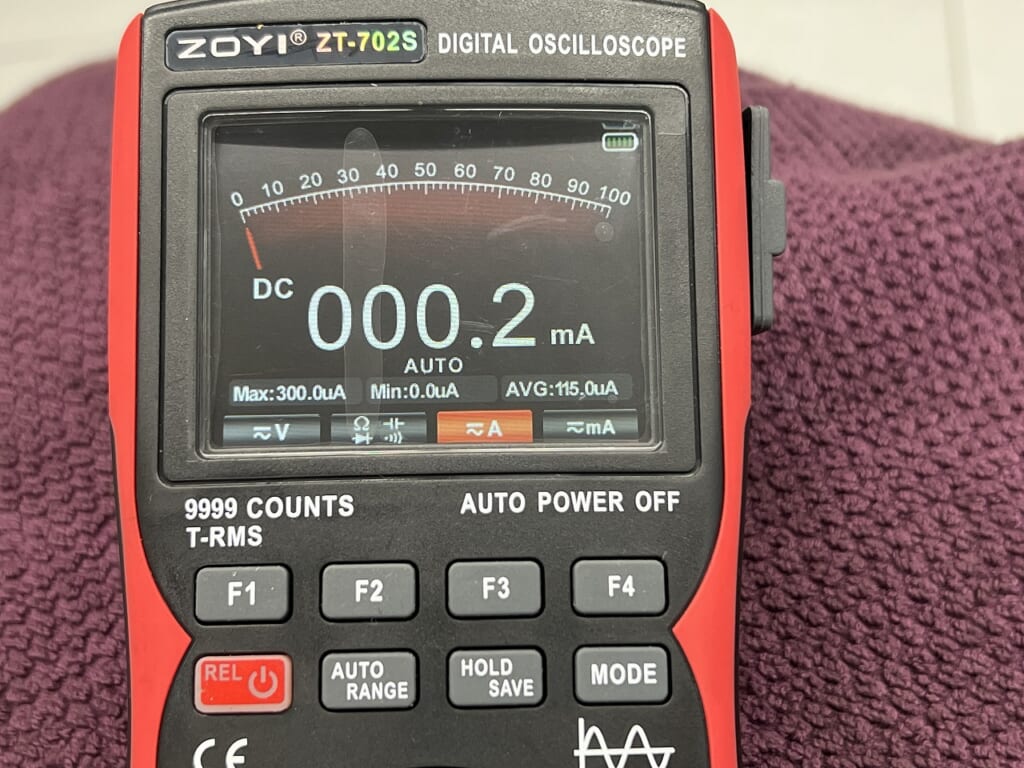 ZOYI® ZT-702S DIGITAL OSCILLOSCOPE
0 10 20 30 40 50 60 70 80 90 100
DC 000.2 mA
AUTO
Max:300.0uA Min:0.0uA AVG:115.0uA
≂V Ω ≂A ≂mA
9999 COUNTS AUTO POWER OFF
T-RMS
F1 F2 F3 F4
REL AUTO RANGE HOLD SAVE MODE
CE